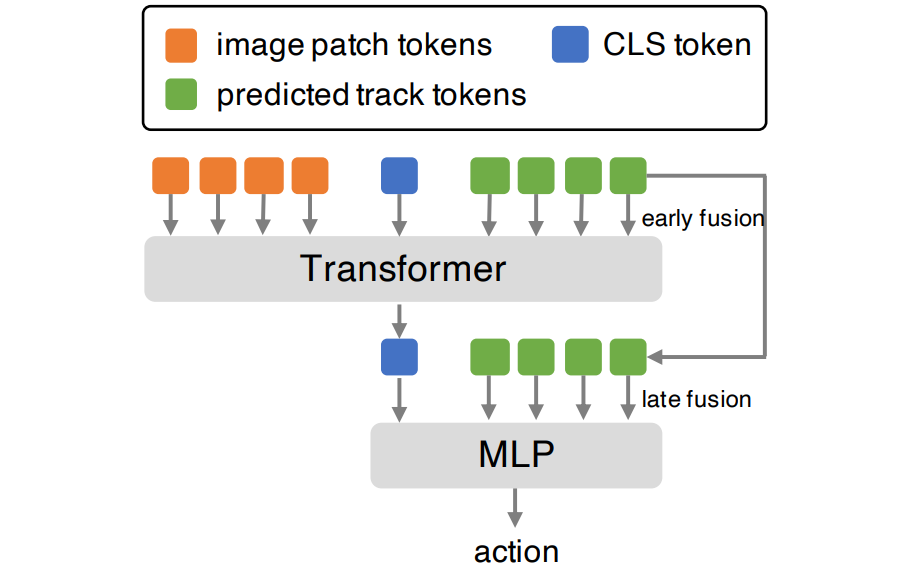 image patch tokens
CLS token
predicted track tokens
early fusion
Transformer
late fusion
MLP
action